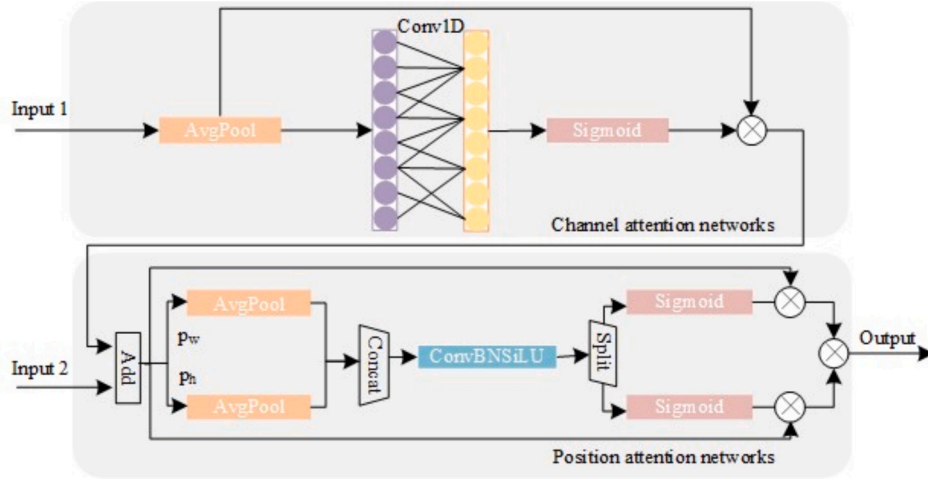 Conv1D
Input 1
AvgPool
Sigmoid
Channel attention networks
AvgPool
Sigmoid
Pw
Add
Concat
ConvBNSiLU
Split
Output
Input 2
Ph
AvgPool
Sigmoid
Position attention networks